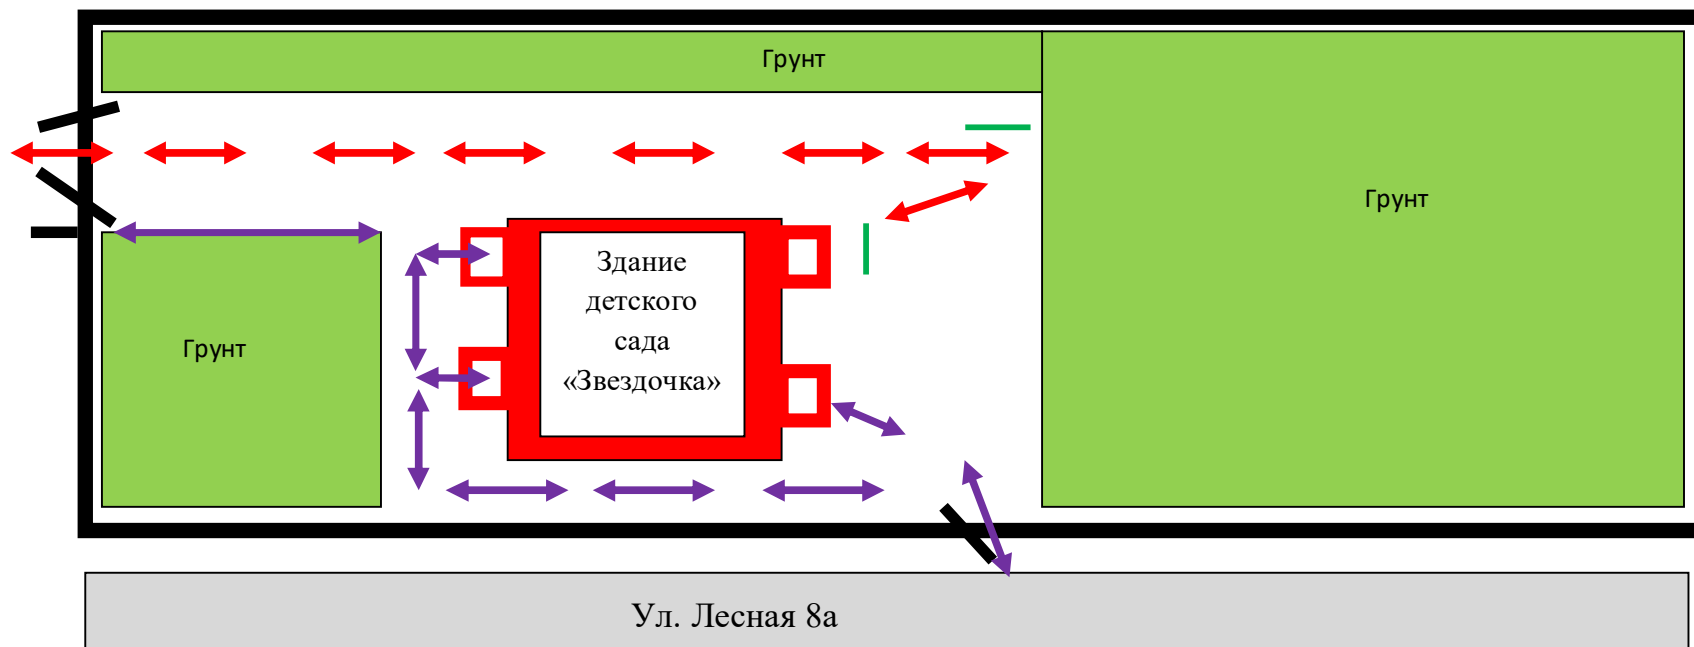 Грунт
Грунт
Здание
детского
сада
«Звездочка»
Грунт
Ул. Лесная 8а